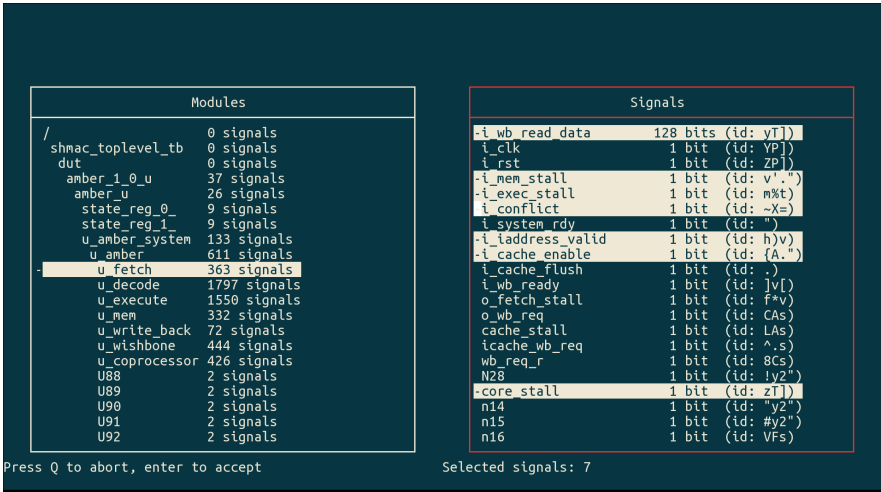 Modules
/ 0 signals
shmac_toplevel_tb 0 signals
dut 0 signals
amber_1_0_u 37 signals
amber_u 26 signals
state_reg_0_ 9 signals
state_reg_1_ 9 signals
u_amber_system 133 signals
u_amber 611 signals
- u_fetch 363 signals
u_decode 1797 signals
u_execute 1550 signals
u_mem 332 signals
u_write_back 72 signals
u_wishbone 444 signals
u_coprocessor 426 signals
U88 2 signals
U89 2 signals
U90 2 signals
U91 2 signals
U92 2 signals
Signals
-i_wb_read_data 128 bits (id: yT])
i_clk 1 bit (id: YP])
i_rst 1 bit (id: ZP])
-i_mem_stall 1 bit (id: v'.")
-i_exec_stall 1 bit (id: m%t)
i_conflict 1 bit (id: ~X=)
i_system_rdy 1 bit (id: ")
-i_iaddress_valid 1 bit (id: h)v)
-i_cache_enable 1 bit (id: {A.")
i_cache_flush 1 bit (id: .)
i_wb_ready 1 bit (id: ]v[)
o_fetch_stall 1 bit (id: f*v)
o_wb_req 1 bit (id: CAs)
cache_stall 1 bit (id: LAs)
icache_wb_req 1 bit (id: ^.s)
wb_req_r 1 bit (id: 8Cs)
N28 1 bit (id: !y2")
-core_stall 1 bit (id: zT])
n14 1 bit (id: "y2")
n15 1 bit (id: #y2")
n16 1 bit (id: VFs)
Press Q to abort, enter to accept
Selected signals: 7